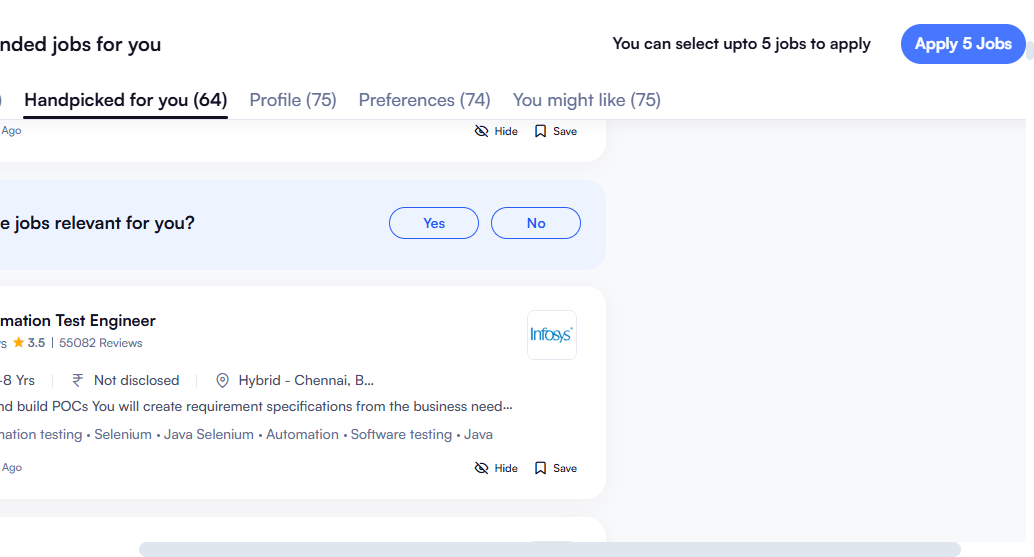 nded jobs for you
You can select upto 5 jobs to apply
Apply 5 Jobs
) Handpicked for you (64) Profile (75) Preferences (74) You might like (75)
Ago Hide Save
e jobs relevant for you? Yes No
mation Test Engineer
Infosys
rs 3.5 | 55082 Reviews
-8 Yrs ₹ Not disclosed Hybrid - Chennai, B...
nd build POCs You will create requirement specifications from the business need...
nation testing • Selenium • Java Selenium • Automation • Software testing • Java
Ago Hide Save